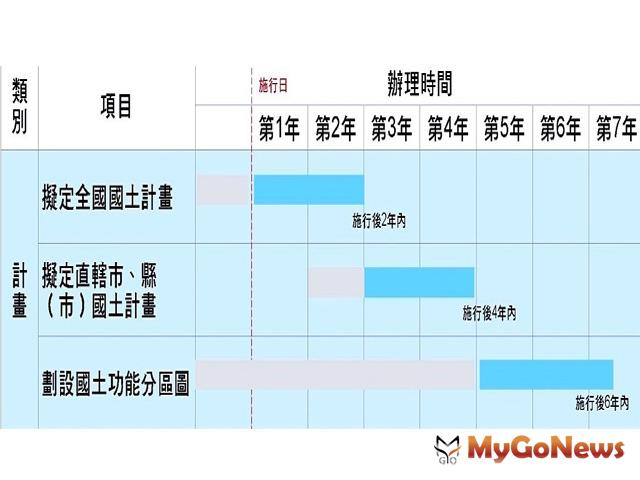 類別
項目
施行日
辦理時間
第1年
第2年
第3年
第4年
第5年
第6年
第7年
計畫
擬定全國國土計畫
施行後2年內
擬定直轄市、縣
（市）國土計畫
施行後4年內
劃設國土功能分區圖
施行後6年內
GIO
MyGoNews